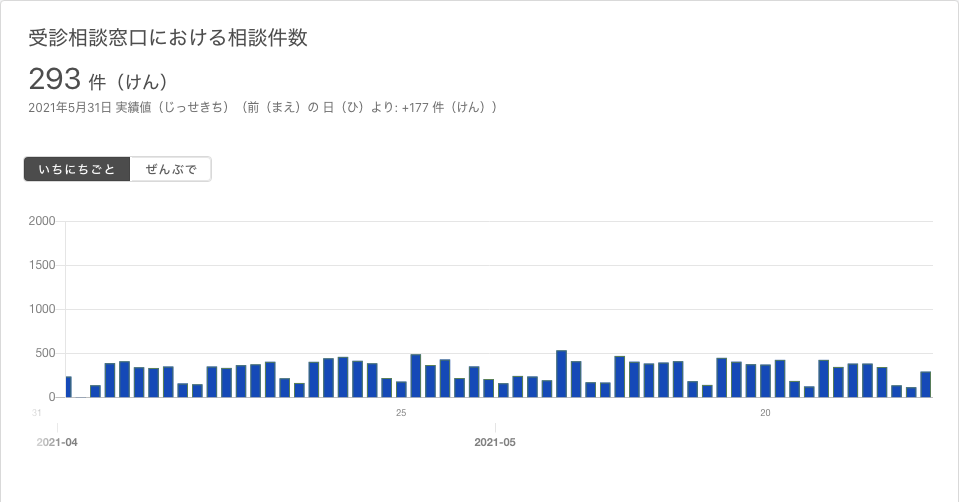 受診相談窓口における相談件数
293 件（けん）
2021年5月31日 実績値（じっせきち）（前（まえ）の 日（ひ）より: +177 件（けん））
いちにちごと ぜんぶで
2000
1500
1000
500
0
31 25 20
2021-04 2021-05